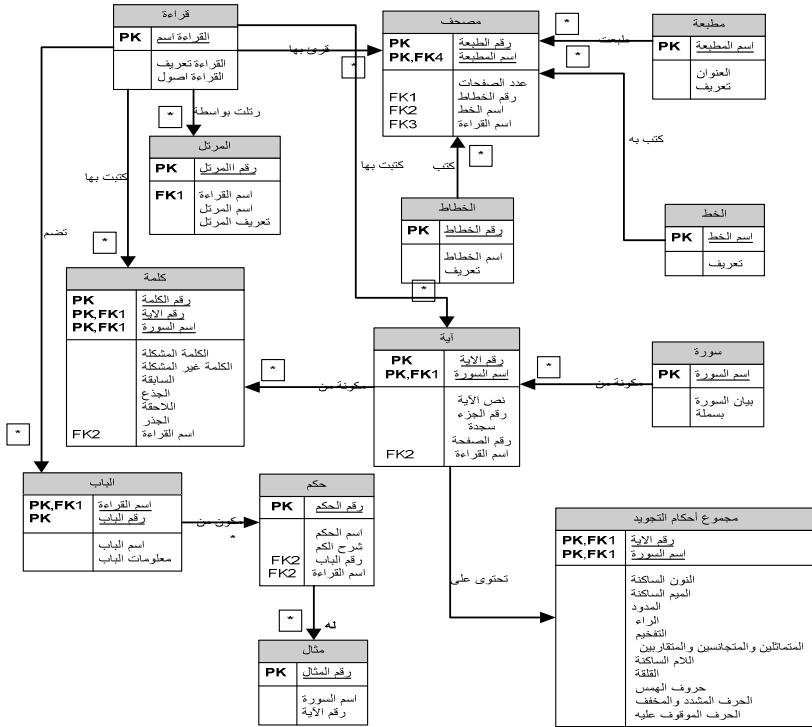 قراءة
PK القراءة اسم
القراءة تعريف
القراءة اصول
مصحف
PK رقم الطبعة
PK,FK4 اسم المطبعة
عدد الصفحات
FK1 رقم الخطاط
FK2 اسم الخط
FK3 اسم القراءة
مطبعة
PK اسم المطبعة
العنوان
تعريف
طبعت
*
*
قرئ بها
*
رتلت بواسطة
*
المرتل
PK رقم االمرتل
FK1 اسم القراءة
اسم المرتل
تعريف المرتل
كتب
*
كتبت بها
كتب به
كتبت بها
*
تضم
*
الخطاط
PK رقم الخطاط
اسم الخطاط
تعريف
*
الخط
PK اسم الخط
تعريف
كلمة
PK رقم الكلمة
PK,FK1 رقم الاية
PK,FK1 اسم السورة
الكلمة المشكلة
الكلمة غير المشكلة
السابقة
الجذع
اللاحقة
الجذر
FK2 اسم القراءة
مكونة من
*
آية
PK رقم الاية
PK,FK1 اسم السورة
نص الآية
رقم الجزء
سجدة
رقم الصفحة
FK2 اسم القراءة
مكونة من
*
سورة
PK اسم السورة
بيان السورة
بسملة
الباب
PK,FK1 اسم القراءة
PK رقم الباب
اسم الباب
معلومات الباب
مكون من
*
حكم
PK رقم الحكم
اسم الحكم
شرح الكم
FK2 رقم الباب
FK2 اسم القراءة
له
*
مثال
PK رقم المثال
اسم السورة
رقم الآية
تحتوى على
مجموع أحكام التجويد
PK,FK1 رقم الاية
PK,FK1 اسم السورة
النون الساكنة
الميم الساكنة
المدود
الراء
التفخيم
المتماثلين والمتجانسين والمتقاربين
اللام الساكنة
القلقة
حروف الهمس
الحرف المشدد والمخفف
الحرف الموقوف عليه